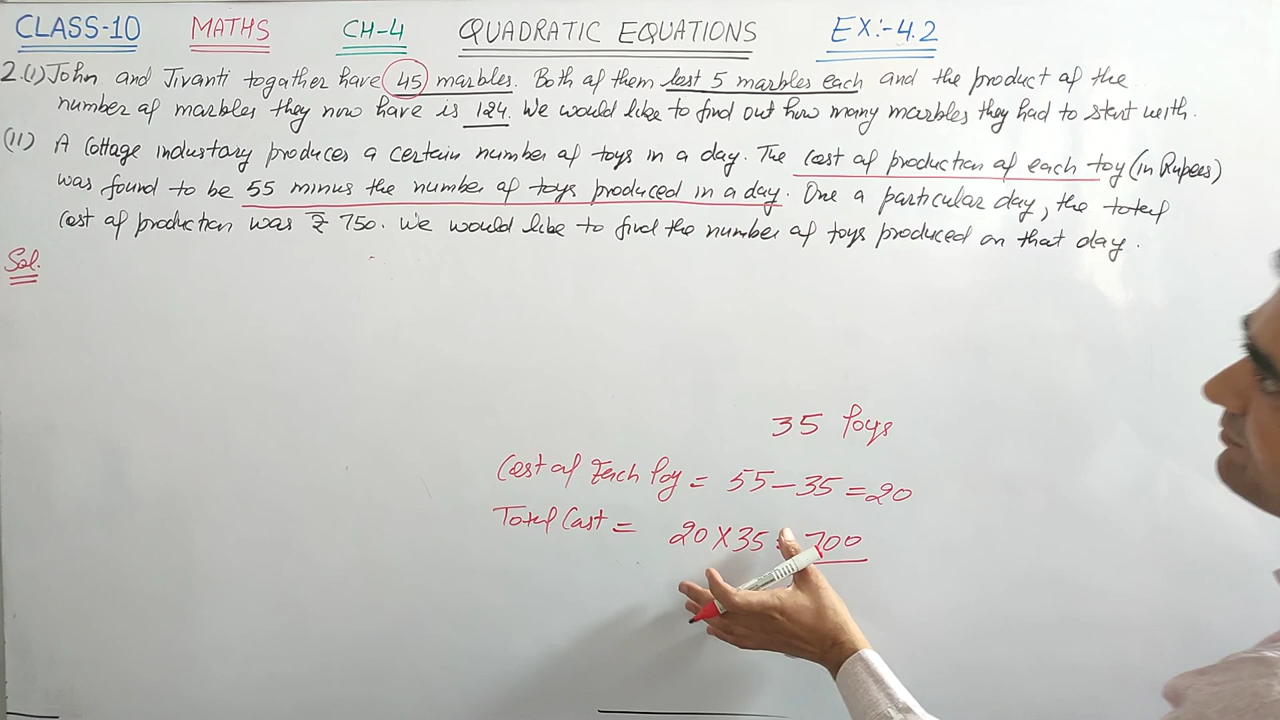 CLASS-10 MATHS CH-4 QUADRATIC EQUATIONS EX:-4.2
2.(i) John and Jivanti togather have 45 marbles. Both of them lost 5 marbles each and the product of the
number of marbles they now have is 124. We would like to find out how many marbles they had to start with.
(II) A Cottage industary produces a certain number of toys in a day. The cost of production of each toy (in Rupees)
was found to be 55 minus the number of toys produced in a day. One a particular day, the total
cost of production was ₹ 750. We would like to find the number of toys produced on that day.
Sol.
35 Toys
Cost of Each Toy = 55-35=20
Total Cost = 20X35 700